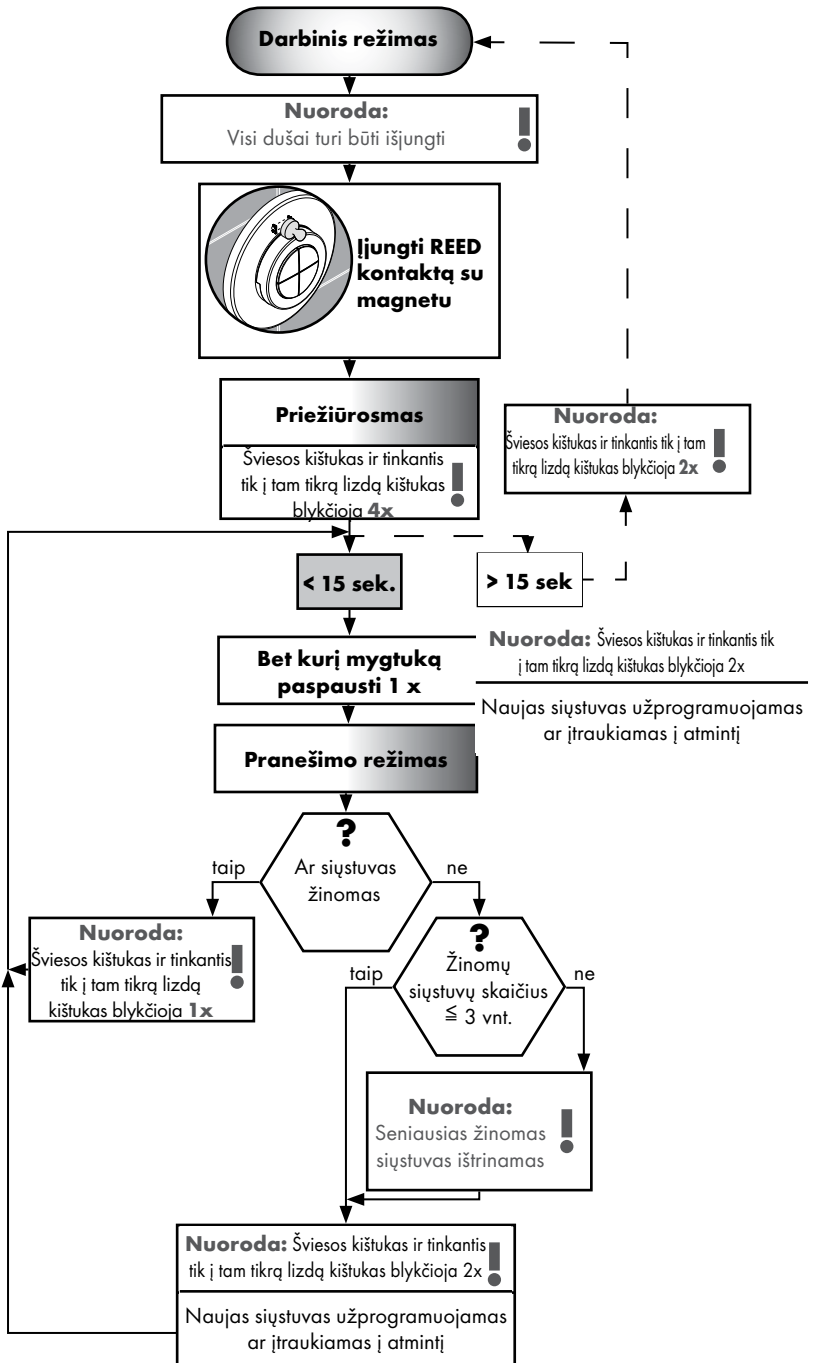 Darbinis režimas
Nuoroda:
Visi dušai turi būti išjungti
Įjungti REED
kontaktą su
magnetu
Priežiūrosmas
Šviesos kištukas ir tinkantis
tik į tam tikrą lizdą kištukas
blykčioja 4x
Nuoroda:
Šviesos kištukas ir tinkantis tik į tam
tikrą lizdą kištukas blykčioja 2x
< 15 sek.
> 15 sek
Bet kurį mygtuką
paspausti 1 x
Nuoroda: Šviesos kištukas ir tinkantis tik
į tam tikrą lizdą kištukas blykčioja 2x
Naujas siųstuvas užprogramuojamas
ar įtraukiamas į atmintį
Pranešimo režimas
?
Ar siųstuvas
žinomas
taip
ne
Nuoroda:
Šviesos kištukas ir tinkantis
tik į tam tikrą lizdą
kištukas blykčioja 1x
?
Žinomų
siųstuvų skaičius
≦ 3 vnt.
taip
ne
Nuoroda:
Seniausias žinomas
siųstuvas ištrinamas
Nuoroda: Šviesos kištukas ir tinkantis
tik į tam tikrą lizdą kištukas blykčioja 2x
Naujas siųstuvas užprogramuojamas
ar įtraukiamas į atmintį